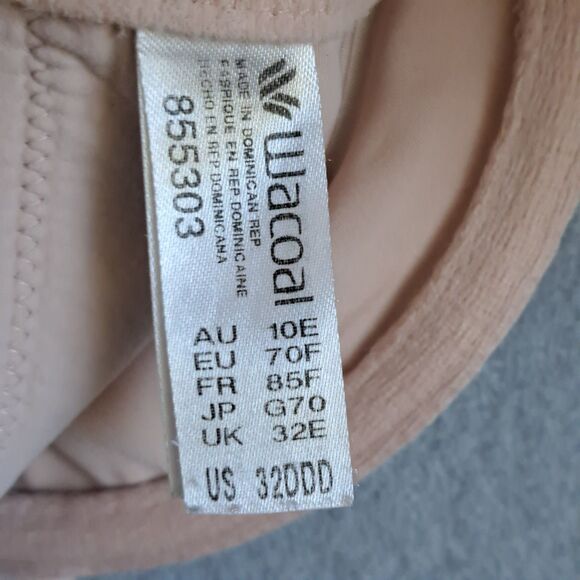 wacoal
MADE IN DOMINICAN REP
FABRIQUE EN REP DOMINICAINE
HECHO EN REP DOMINICANA
855303
AU 10E
EU 70F
FR 85F
JP G70
UK 32E
US 32DDD